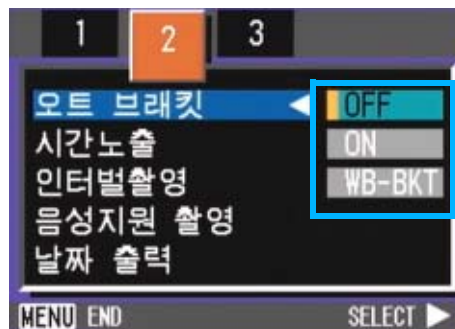 1 2 3
오트 브래킷 OFF
시간노출 ON
인터벌촬영 WB-BKT
음성지원 촬영
날짜 출력
MENU END SELECT